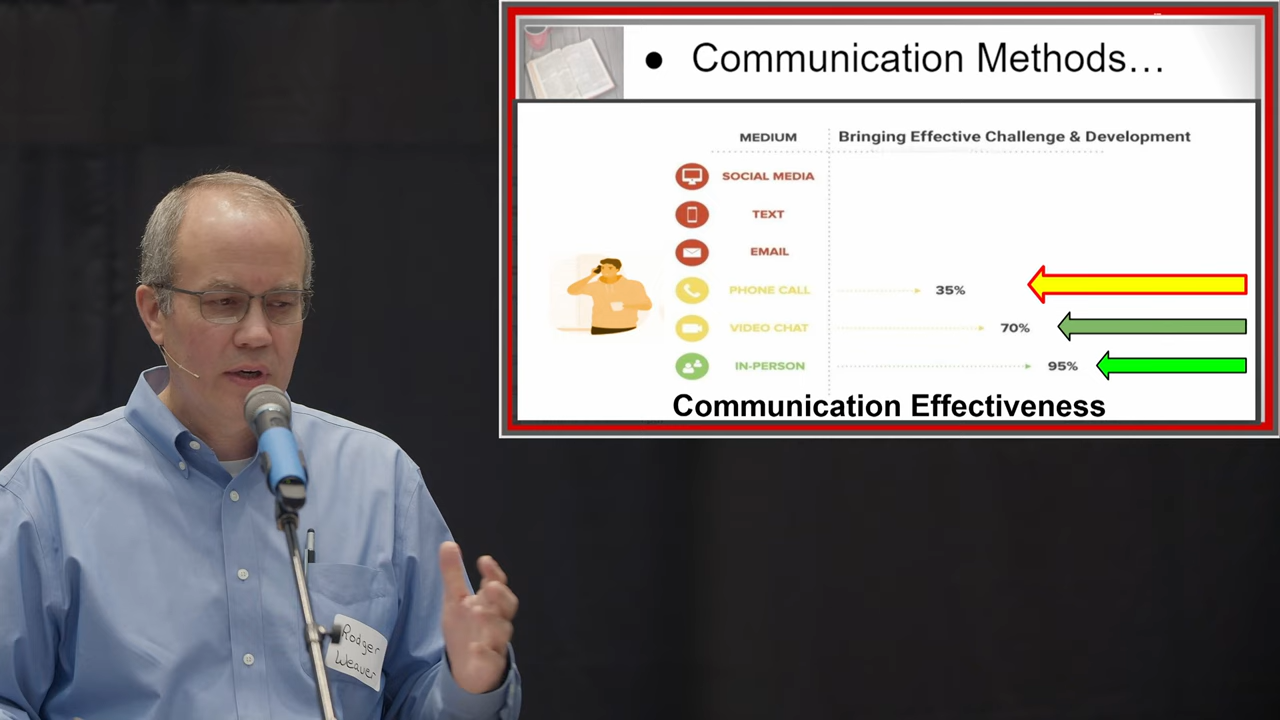 ● Communication Methods…
MEDIUM Bringing Effective Challenge & Development
SOCIAL MEDIA
TEXT
EMAIL
PHONE CALL 35%
VIDEO CHAT 70%
IN-PERSON 95%
Communication Effectiveness
Rodger
Weaver